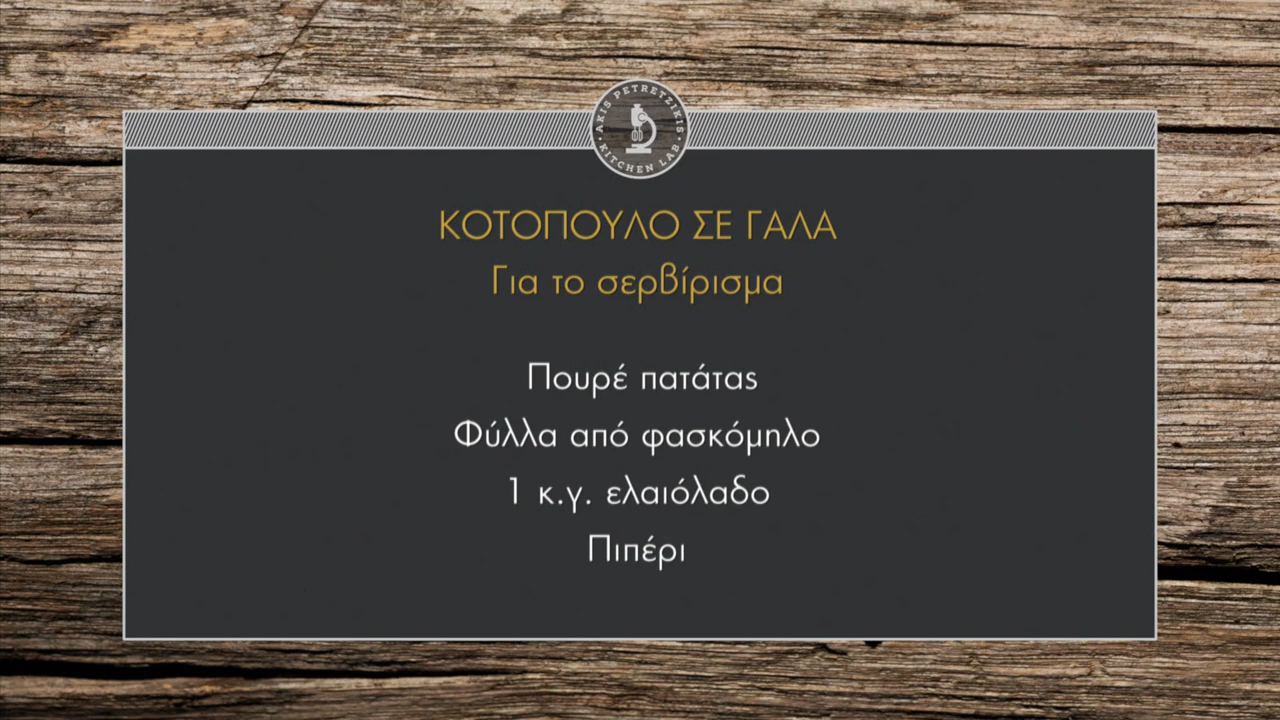 AKIS PETRETZIKIS
KITCHEN LAB
ΚΟΤΟΠΟΥΛΟ ΣΕ ΓΑΛΑ
Για το σερβίρισμα
Πουρέ πατάτας
Φύλλα από φασκόμηλο
1 κ.γ. ελαιόλαδο
Πιπέρι